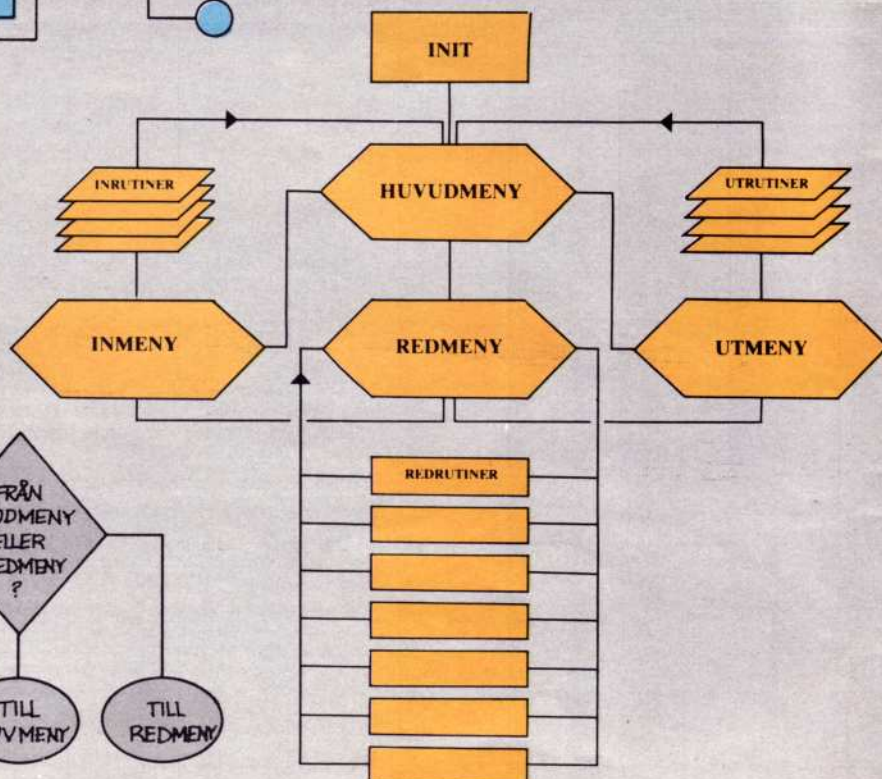 INIT
INRUTINER
HUVUDMENY
UTRUTINER
INMENY
REDMENY
UTMENY
REDRUTINER
?
TILL
TILL
REDMENY